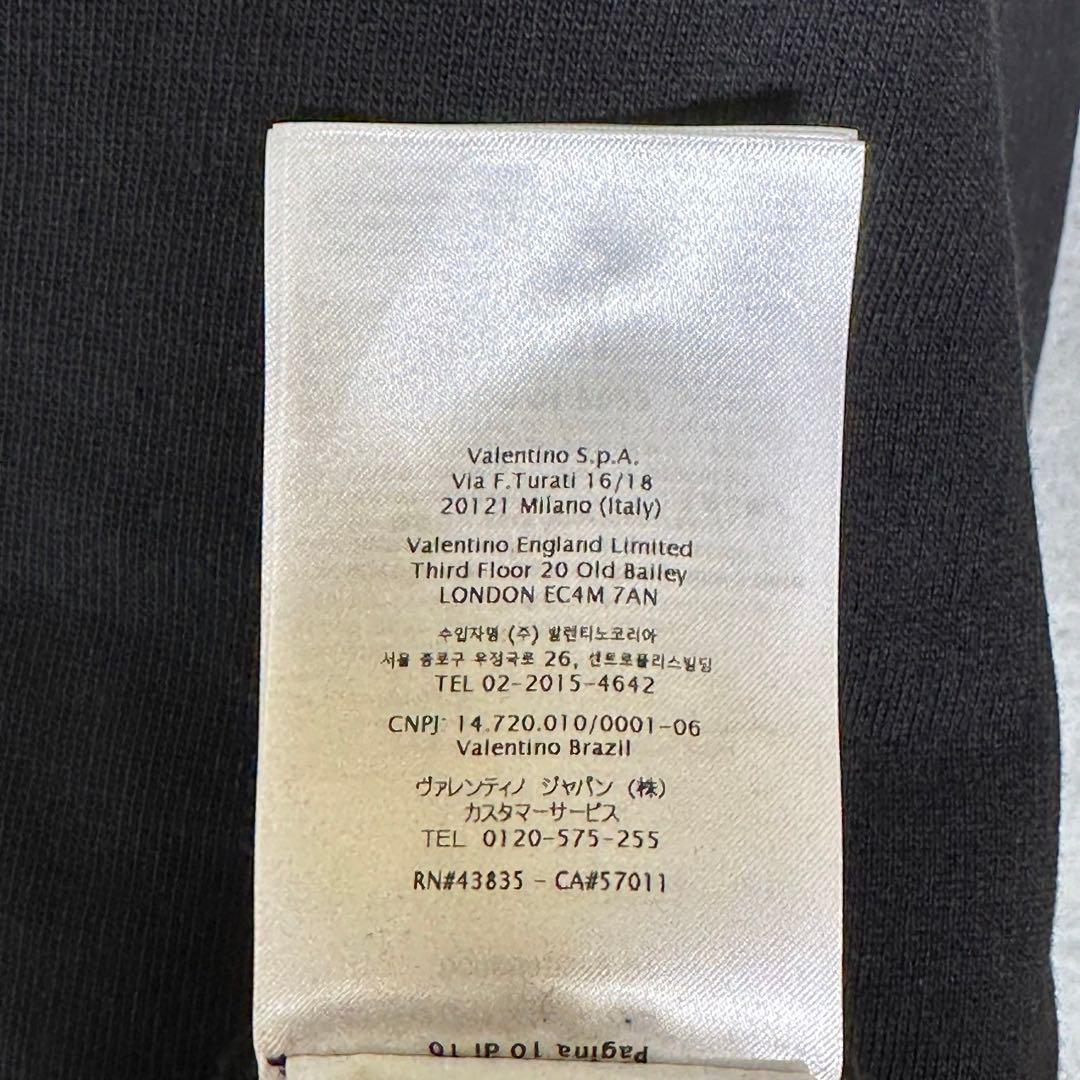 Valentino S.p.A.
Via F.Turati 16/18
20121 Milano (Italy)
Valentino England Limited
Third Floor 20 Old Bailey
LONDON EC4M 7AN
수입자명 (주) 발렌티노코리아
서울 종로구 우정국로 26, 센트로폴리스빌딩
TEL 02-2015-4642
CNPJ: 14.720.010/0001-06
Valentino Brazil
ヴァレンティノ ジャパン (株)
カスタマーサービス
TEL 0120-575-255
RN#43835 - CA#57011
Pagina 10 di 10